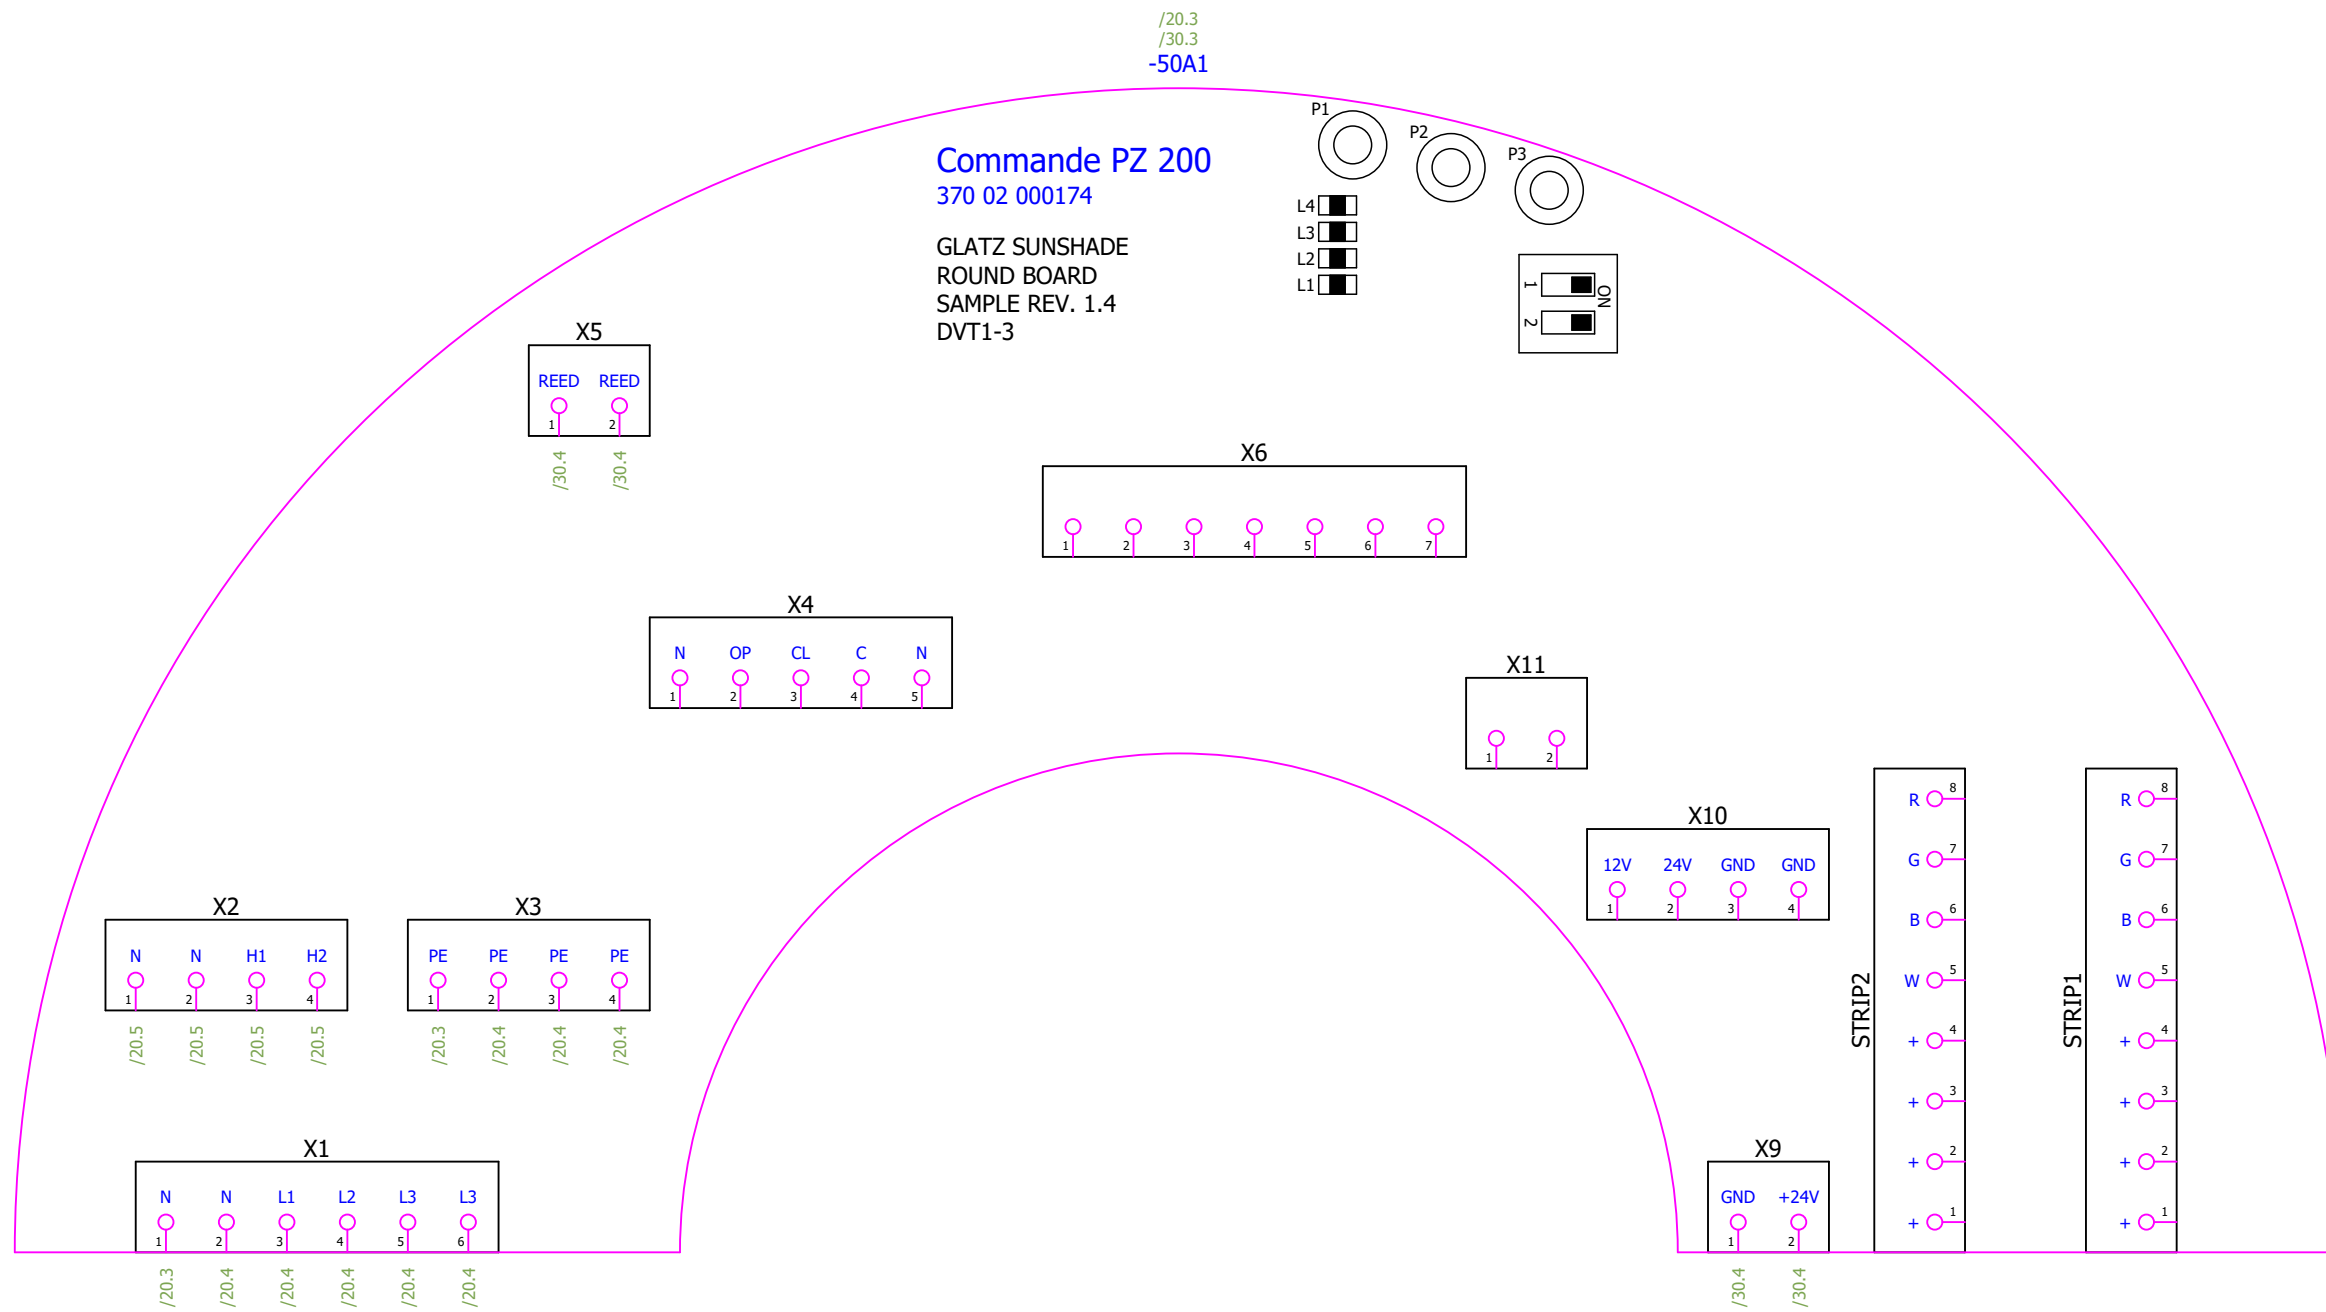 /20.3
/30.3
-50A1
P1
P2
P3
Commande PZ 200
370 02 000174
GLATZ SUNSHADE
ROUND BOARD
SAMPLE REV. 1.4
DVT1-3
L4
L3
L2
L1
1
2
ON
X5
REED REED
1 2
/30.4 /30.4
X6
1 2 3 4 5 6 7
X4
N OP CL C N
1 2 3 4 5
X11
1 2
X10
12V 24V GND GND
1 2 3 4
X2
N N H1 H2
1 2 3 4
/20.5 /20.5 /20.5 /20.5
X3
PE PE PE PE
1 2 3 4
/20.3 /20.4 /20.4 /20.4
X1
N N L1 L2 L3 L3
1 2 3 4 5 6
/20.3 /20.4 /20.4 /20.4 /20.4 /20.4
X9
GND +24V
1 2
/30.4 /30.4
STRIP2
R 8
G 7
B 6
W 5
+ 4
+ 3
+ 2
+ 1
STRIP1
R 8
G 7
B 6
W 5
+ 4
+ 3
+ 2
+ 1